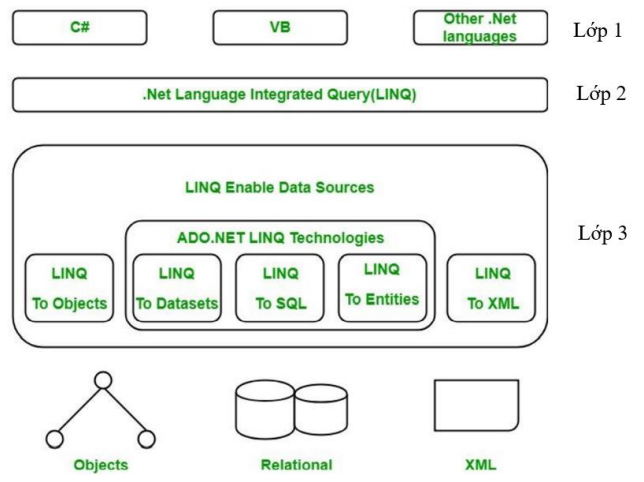 C#
VB
Other .Net
languages
Lớp 1
.Net Language Integrated Query(LINQ)
Lớp 2
LINQ Enable Data Sources
Lớp 3
ADO.NET LINQ Technologies
LINQ
To Objects
LINQ
To Datasets
LINQ
To SQL
LINQ
To Entities
LINQ
To XML
Objects
Relational
XML